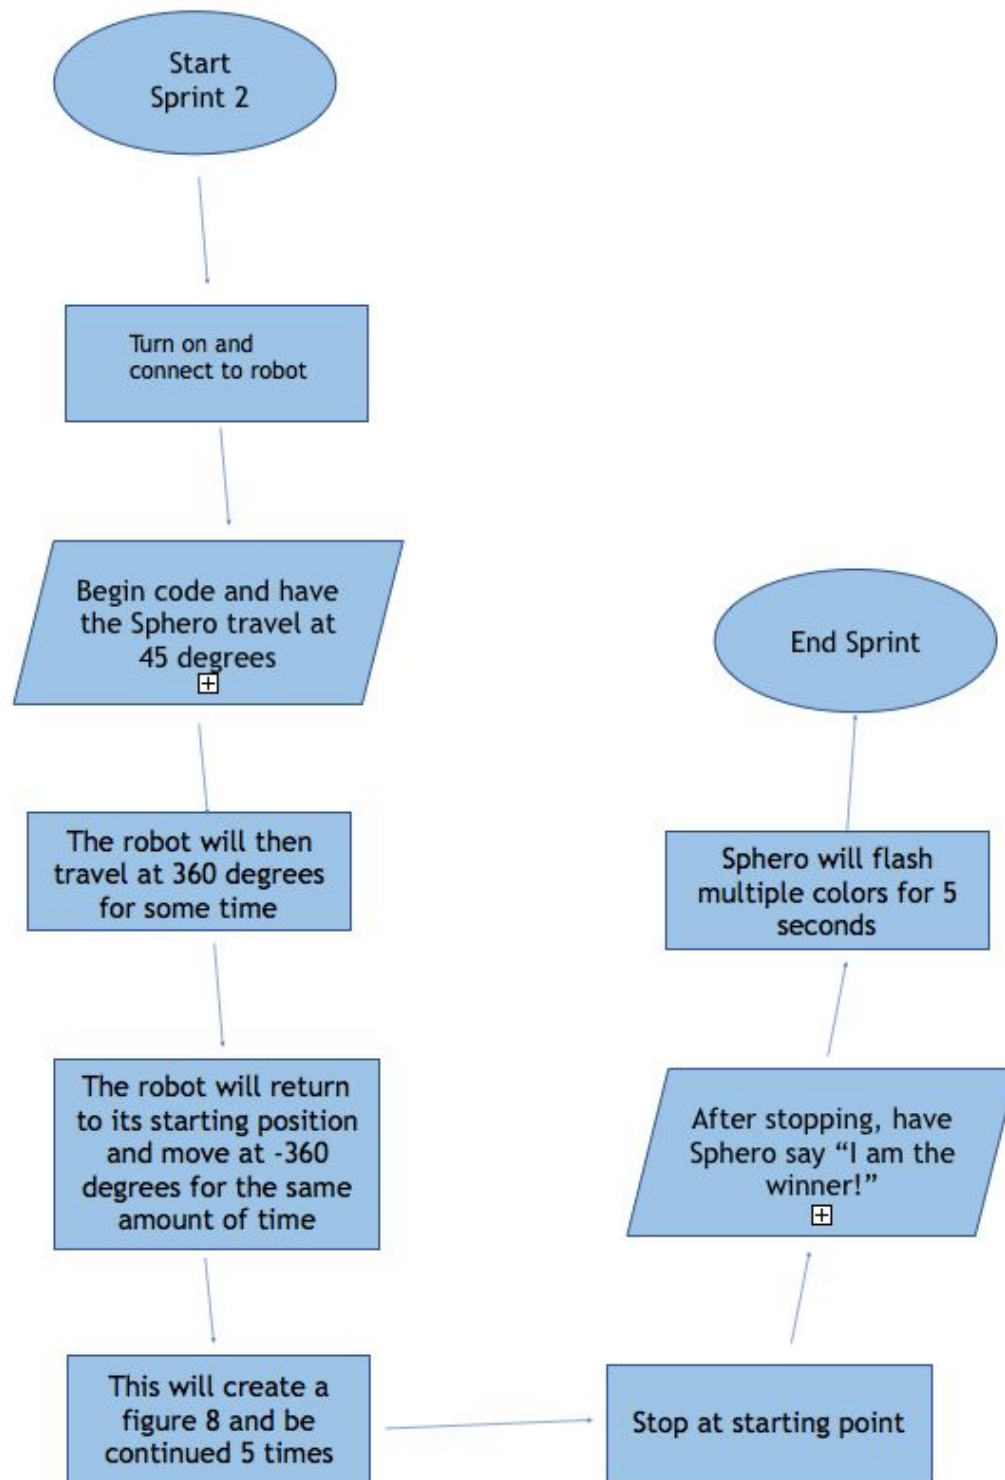 Start
Sprint 2
Turn on and
connect to robot
Begin code and have
the Sphero travel at
45 degrees
The robot will then
travel at 360 degrees
for some time
The robot will return
to its starting position
and move at -360
degrees for the same
amount of time
This will create a
figure 8 and be
continued 5 times
Stop at starting point
After stopping, have
Sphero say “I am the
winner!”
Sphero will flash
multiple colors for 5
seconds
End Sprint